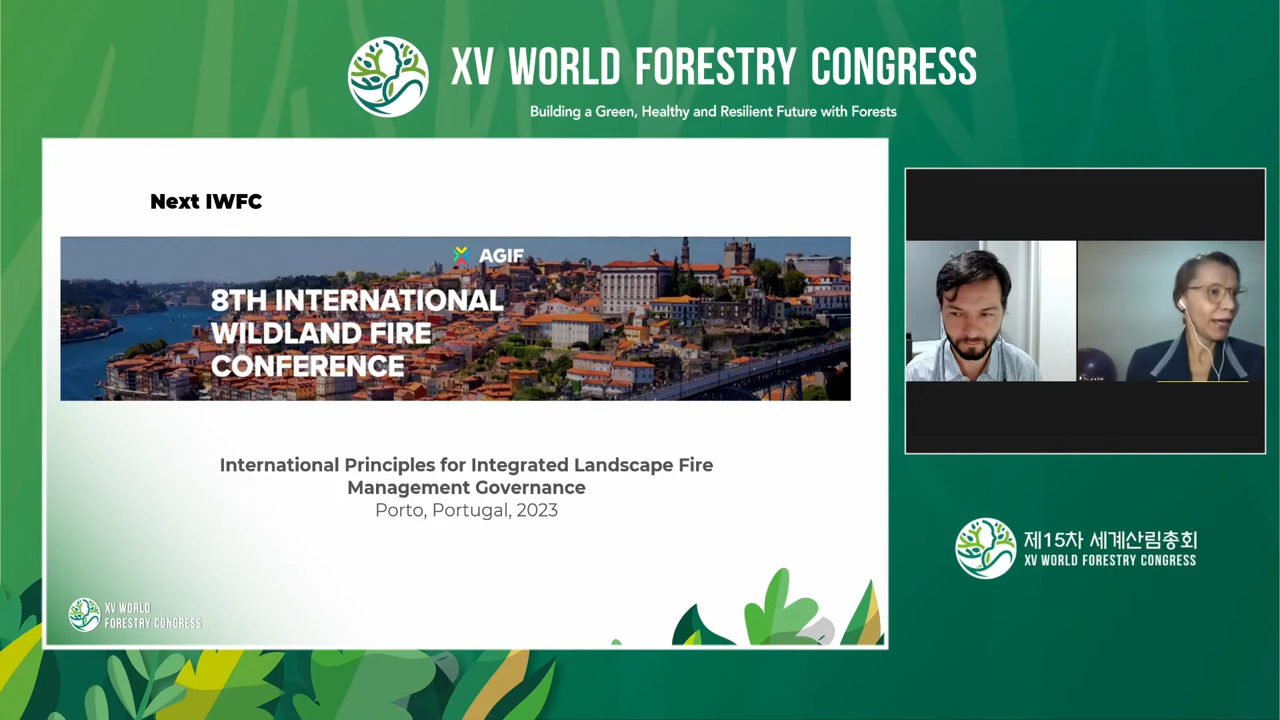 XV WORLD FORESTRY CONGRESS
Building a Green, Healthy and Resilient Future with Forests
Next IWFC
AGIF
8TH INTERNATIONAL
WILDLAND FIRE
CONFERENCE
International Principles for Integrated Landscape Fire
Management Governance
Porto, Portugal, 2023
XV WORLD
FORESTRY CONGRESS
제15차 세계산림총회
XV WORLD FORESTRY CONGRESS